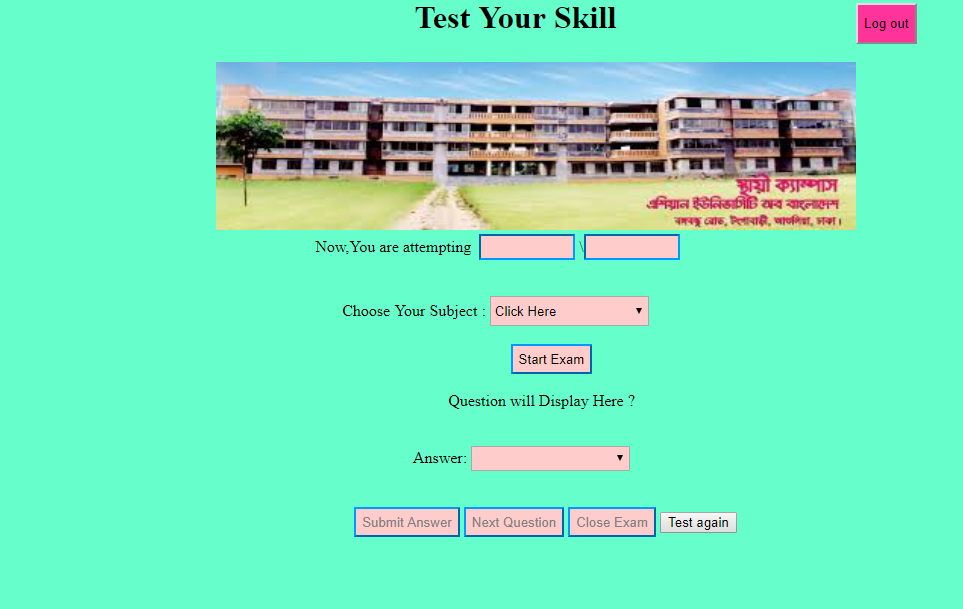 Test Your Skill
Log out
স্থায়ী ক্যাম্পাস
এশিয়ান ইউনিভার্সিটি অব বাংলাদেশ
বঙ্গবন্ধু রোড, টংগাবাড়ী, আশুলিয়া, ঢাকা।
Now,You are attempting \
Choose Your Subject : Click Here
Start Exam
Question will Display Here ?
Answer:
Submit Answer Next Question Close Exam Test again